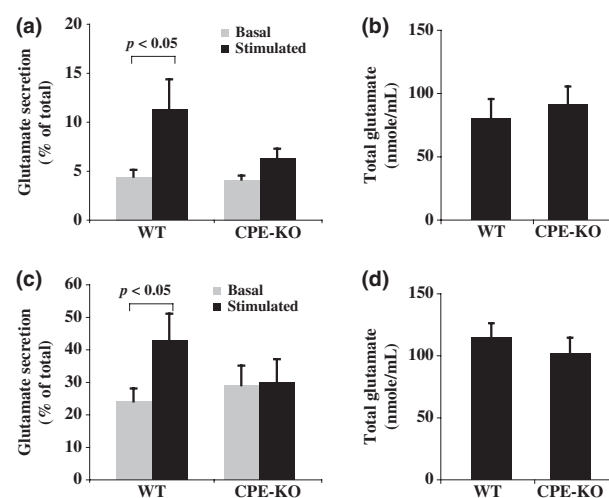 (a)
20
15
10
5
0
Glutamate secretion
(% of total)
p < 0.05
Basal
Stimulated
WT
CPE-KO
(b)
150
100
50
0
Total glutamate
(nmole/mL)
WT
CPE-KO
(c)
60
50
40
30
20
10
0
Glutamate secretion
(% of total)
p < 0.05
Basal
Stimulated
WT
CPE-KO
(d)
150
100
50
0
Total glutamate
(nmole/mL)
WT
CPE-KO